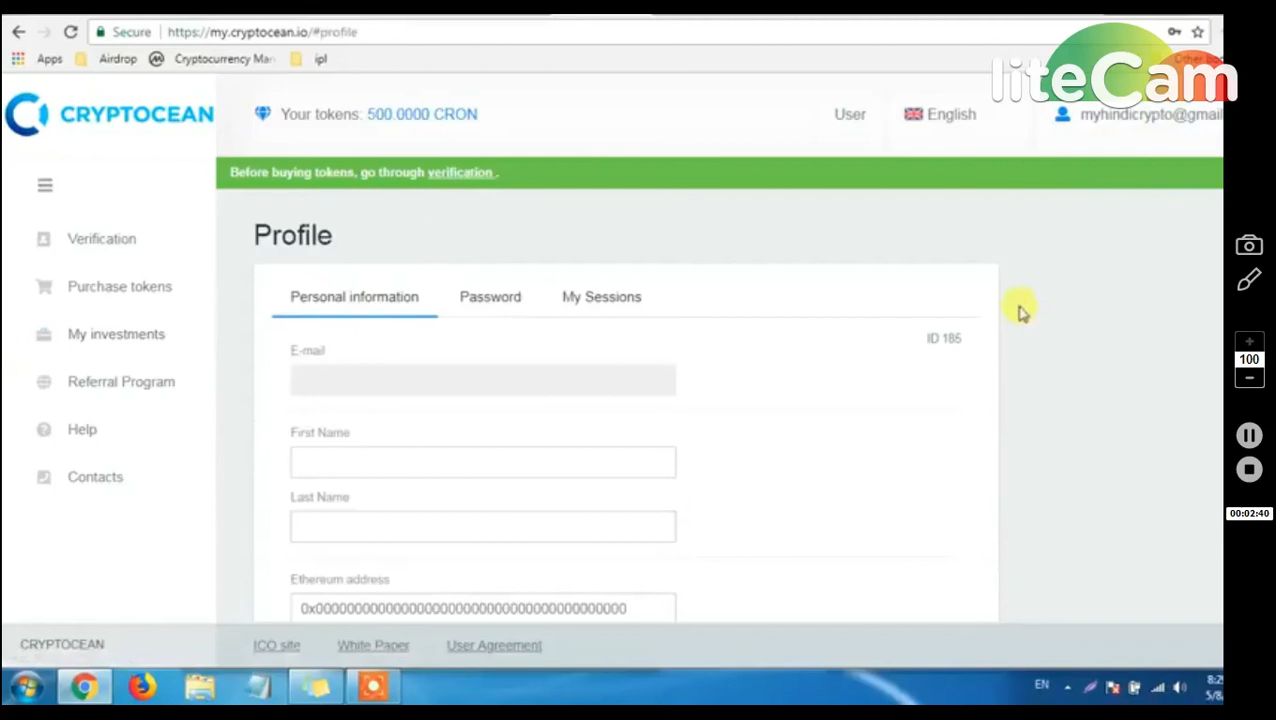 Secure
https://my.cryptocean.io/#profile
Apps Airdrop Cryptocurrency Mar ipl Other
liteCam
CRYPTOCEAN
Your tokens: 500.0000 CRON
User
English
myhindicrypto@gmail
Before buying tokens, go through verification .
Verification
Purchase tokens
My investments
Referral Program
Help
Contacts
Profile
Personal information Password My Sessions
ID 185
E-mail
First Name
Last Name
Ethereum address
0x0000000000000000000000000000000000000000
CRYPTOCEAN
ICO site White Paper User Agreement
EN
100
00:02:40